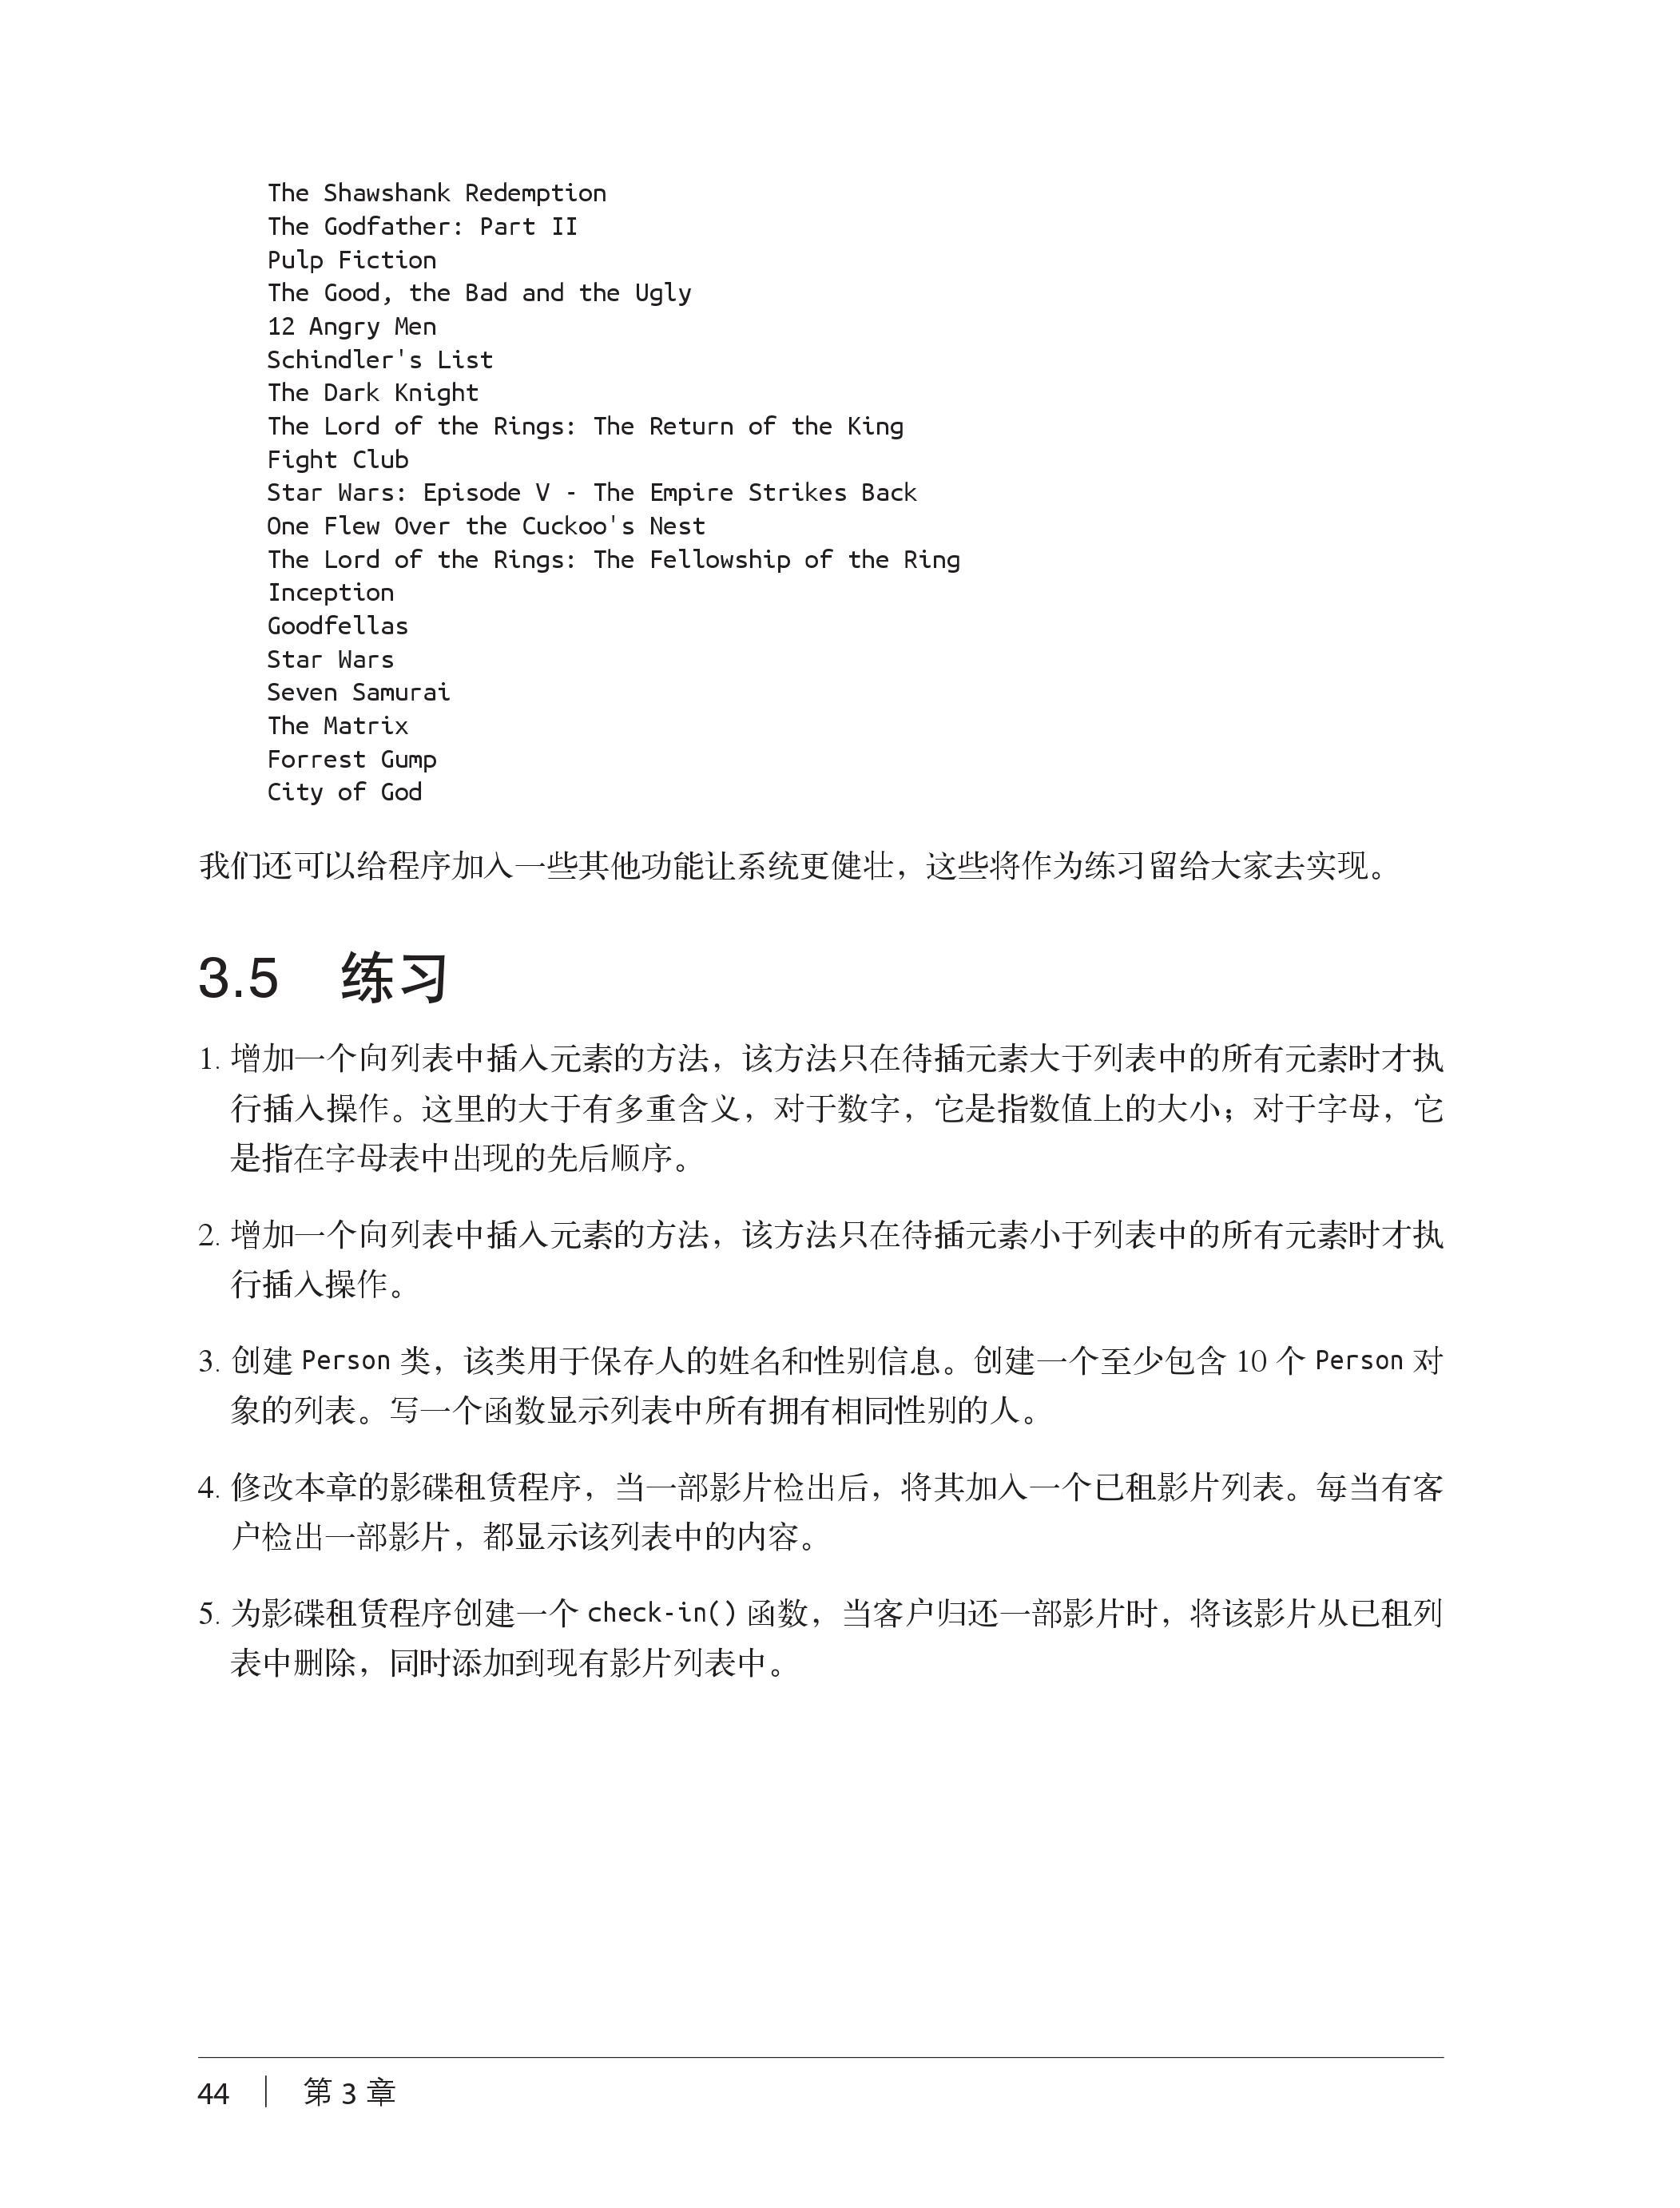 The Shawshank Redemption
The Godfather: Part II
Pulp Fiction
The Good, the Bad and the Ugly
12 Angry Men
Schindler's List
The Dark Knight
The Lord of the Rings: The Return of the King
Fight Club
Star Wars: Episode V - The Empire Strikes Back
One Flew Over the Cuckoo's Nest
The Lord of the Rings: The Fellowship of the Ring
Inception
Goodfellas
Star Wars
Seven Samurai
The Matrix
Forrest Gump
City of God
我们还可以给程序加入一些其他功能让系统更健壮，这些将作为练习留给大家去实现。
3.5 练习
1. 增加一个向列表中插入元素的方法，该方法只在待插元素大于列表中的所有元素时才执
行插入操作。这里的大于有多重含义，对于数字，它是指数值上的大小；对于字母，它
是指在字母表中出现的先后顺序。
2. 增加一个向列表中插入元素的方法，该方法只在待插元素小于列表中的所有元素时才执
行插入操作。
3. 创建 Person 类，该类用于保存人的姓名和性别信息。创建一个至少包含 10 个 Person 对
象的列表。写一个函数显示列表中所有拥有相同性别的人。
4. 修改本章的影碟租赁程序，当一部影片检出后，将其加入一个已租影片列表。每当有客
户检出一部影片，都显示该列表中的内容。
5. 为影碟租赁程序创建一个 check-in() 函数，当客户归还一部影片时，将该影片从已租列
表中删除，同时添加到现有影片列表中。
44 | 第 3 章